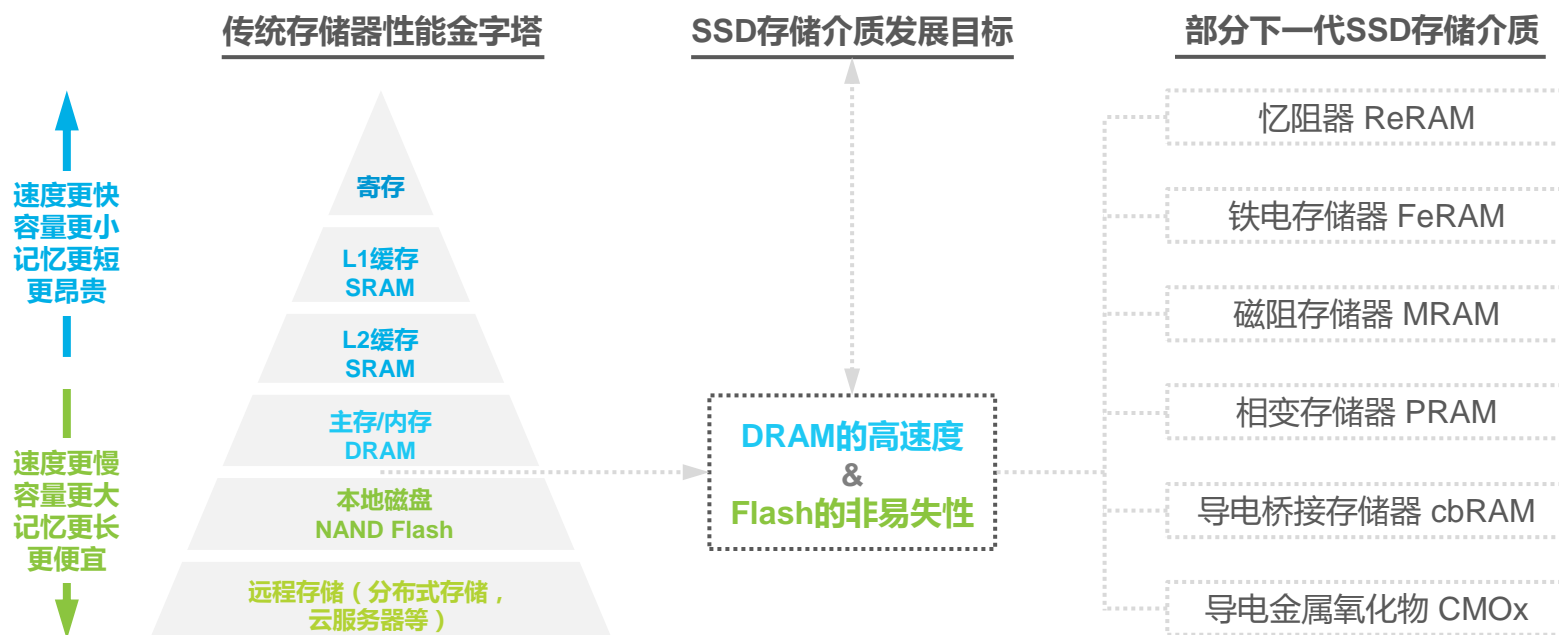 传统存储器性能金字塔
SSD存储介质发展目标
部分下一代SSD存储介质
速度更快
容量更小
记忆更短
更昂贵
速度更慢
容量更大
记忆更长
更便宜
寄存
L1缓存
SRAM
L2缓存
SRAM
主存/内存
DRAM
本地磁盘
NAND Flash
远程存储（分布式存储，
云服务器等）
DRAM的高速度
&
Flash的非易失性
忆阻器 ReRAM
铁电存储器 FeRAM
磁阻存储器 MRAM
相变存储器 PRAM
导电桥接存储器 cbRAM
导电金属氧化物 CMOx